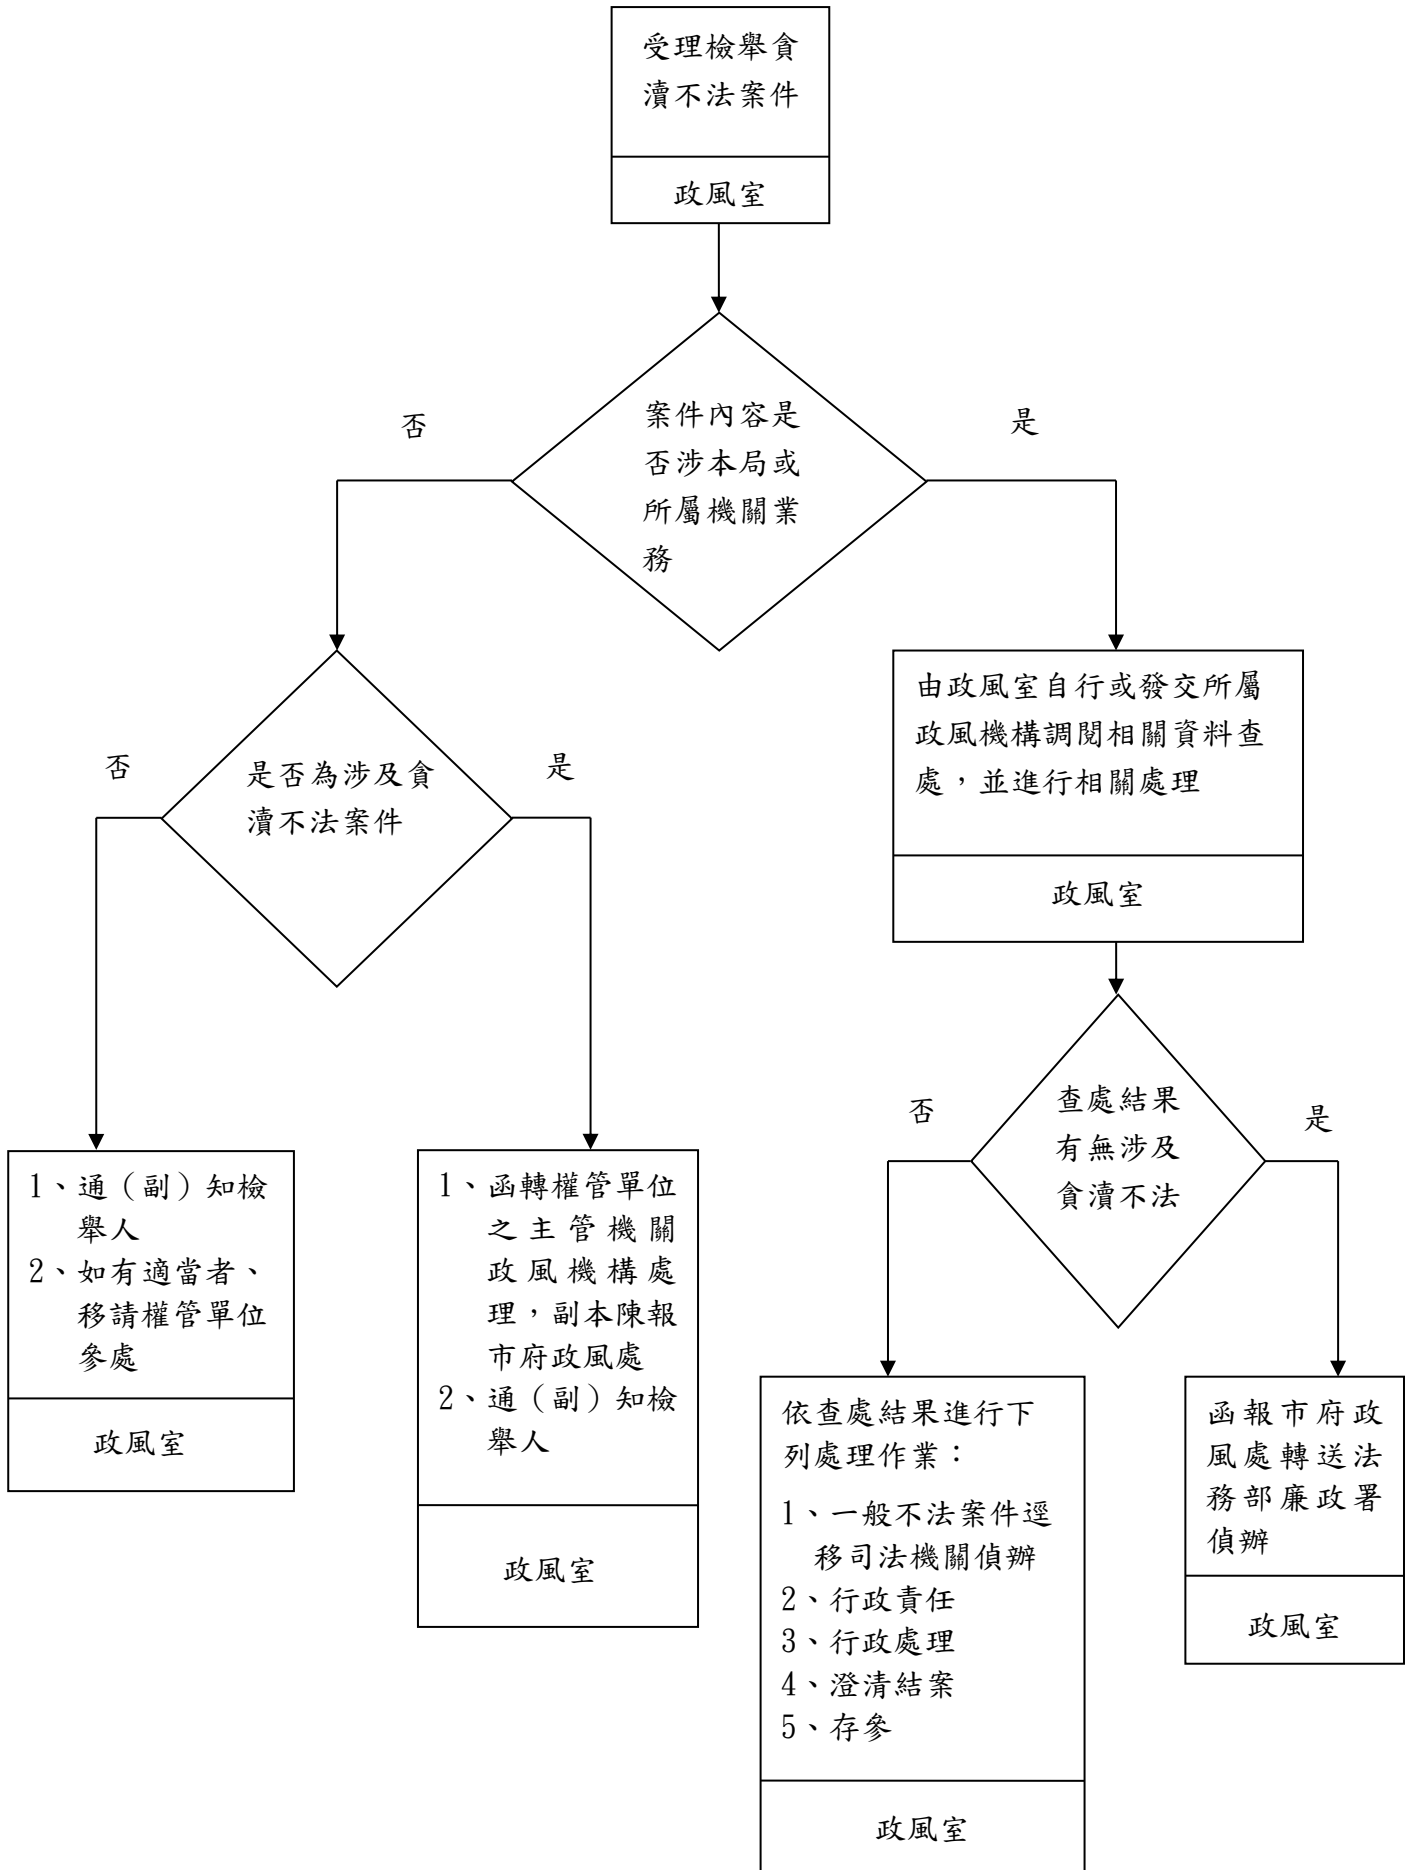 受理檢舉貪
瀆不法案件
政風室
案件內容是
否涉本局或
所屬機關業
務
否
是
是否為涉及貪
瀆不法案件
否
是
由政風室自行或發交所屬
政風機構調閱相關資料查
處，並進行相關處理
政風室
查處結果
有無涉及
貪瀆不法
否
是
1、通（副）知檢
舉人
2、如有適當者、
移請權管單位
參處
政風室
1、函轉權管單位
之主管機關
政風機構處
理，副本陳報
市府政風處
2、通（副）知檢
舉人
政風室
依查處結果進行下
列處理作業：
1、一般不法案件逕
移司法機關偵辦
2、行政責任
3、行政處理
4、澄清結案
5、存參
政風室
函報市府政
風處轉送法
務部廉政署
偵辦
政風室